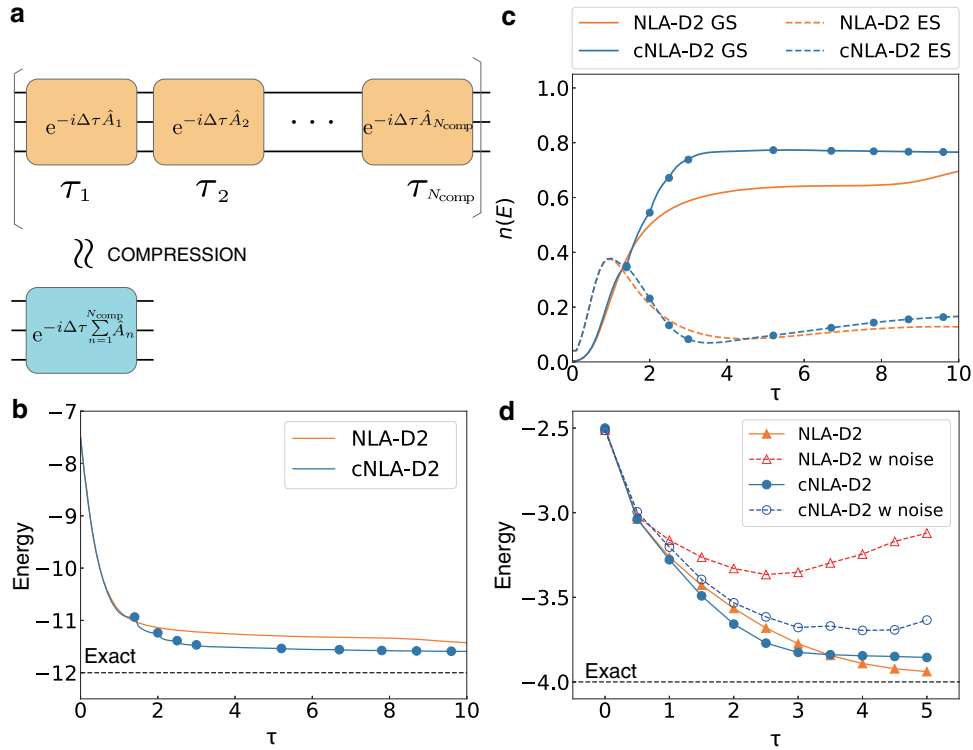 a
e^{-iΔτÂ_1}
e^{-iΔτÂ_2}
· · ·
e^{-iΔτÂ_{N_comp}}
τ_1
τ_2
τ_{N_comp}
COMPRESSION
e^{-iΔτ \sum_{n=1}^{N_comp} Â_n}
b
−7
−8
−9
−10
−11
−12
Energy
NLA-D2
cNLA-D2
Exact
0 2 4 6 8 10
τ
c
NLA-D2 GS
cNLA-D2 GS
NLA-D2 ES
cNLA-D2 ES
1.0
0.8
0.6
0.4
0.2
0.0
n(E)
0 2 4 6 8 10
τ
d
−2.5
−3.0
−3.5
−4.0
Energy
NLA-D2
NLA-D2 w noise
cNLA-D2
cNLA-D2 w noise
Exact
0 1 2 3 4 5
τ